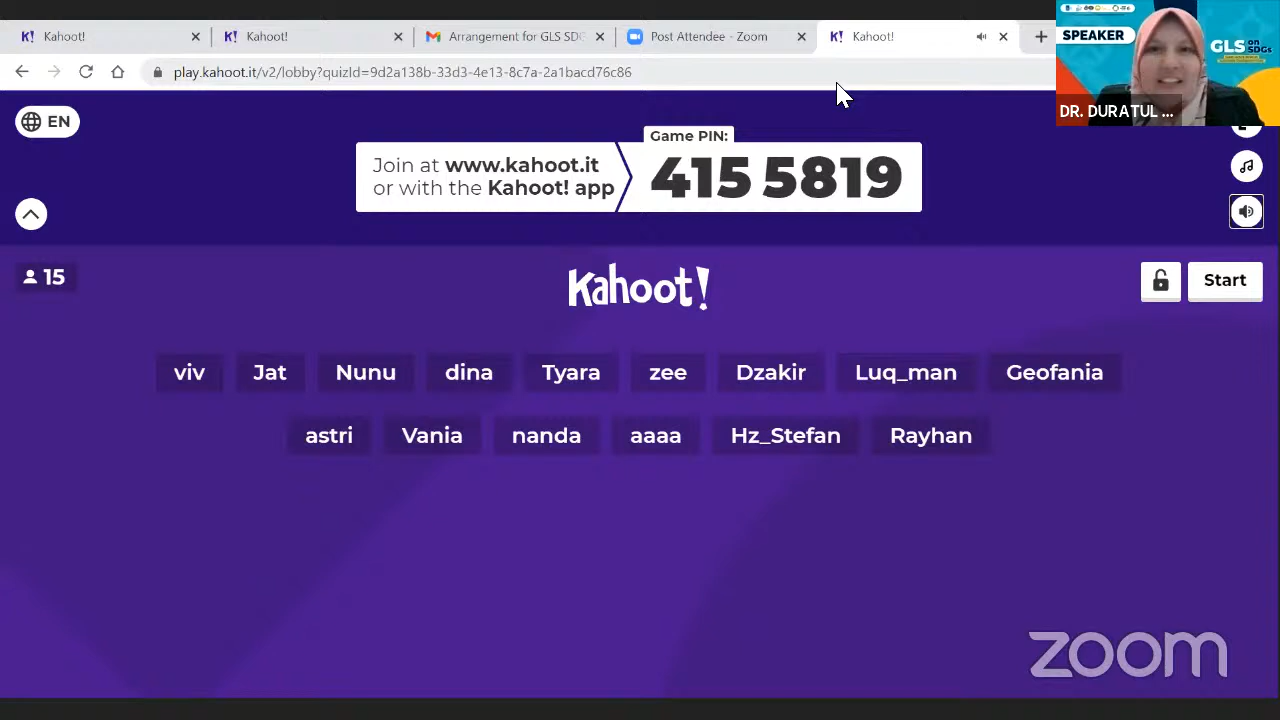 Kahoot!
Kahoot!
Arrangement for GLS SDG
Post Attendee - Zoom
Kahoot!
SPEAKER
GLS on SDGs
play.kahoot.it/v2/lobby?quizId=9d2a138b-33d3-4e13-8c7a-2a1bacd76c86
DR. DURATUL ...
EN
Game PIN:
Join at www.kahoot.it
or with the Kahoot! app
415 5819
15
Kahoot!
Start
viv Jat Nunu dina Tyara zee Dzakir Luq_man Geofania
astri Vania nanda aaaa Hz_Stefan Rayhan
zoom